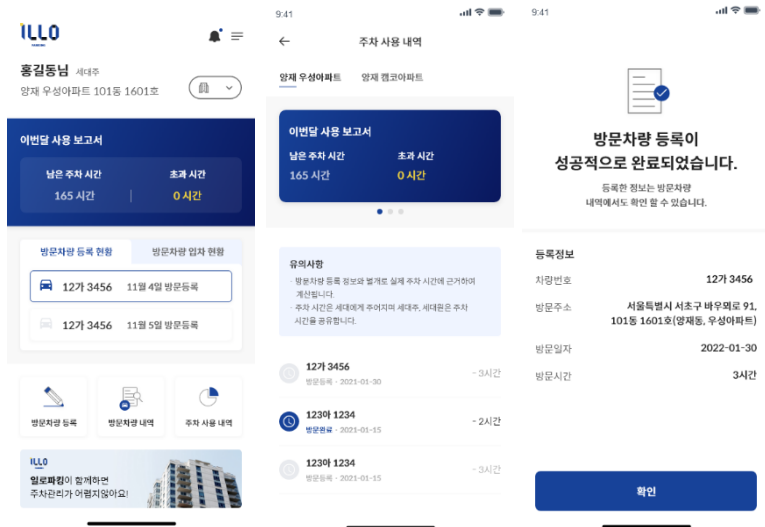 ILLO
PARKING
홍길동님 세대주
양재 우성아파트 101동 1601호
이번달 사용 보고서
남은 주차 시간 초과 시간
165 시간 0 시간
방문차량 등록 현황 방문차량 입차 현황
12가 3456 11월 4일 방문등록
12가 3456 11월 5일 방문등록
방문차량 등록 방문차량 내역 주차 사용 내역
ILLO
일로파킹이 함께하면
주차관리가 어렵지않아요!
9:41
주차 사용 내역
양재 우성아파트 양재 캠코아파트
이번달 사용 보고서
남은 주차 시간 초과 시간
165 시간 0 시간
유의사항
· 방문차량 등록 정보와 별개로 실제 주차 시간에 근거하여
계산됩니다.
· 주차 시간은 세대에게 주어지며 세대주, 세대원은 주차
시간을 공유합니다.
12가 3456
방문등록 - 2021-01-30 - 3시간
123아 1234
방문완료 - 2021-01-15 - 2시간
123아 1234
방문등록 - 2021-01-15 - 3시간
9:41
방문차량 등록이
성공적으로 완료되었습니다.
등록한 정보는 방문차량
내역에서도 확인 할 수 있습니다.
등록정보
차량번호 12가 3456
방문주소 서울특별시 서초구 바우뫼로 91,
101동 1601호(양재동, 우성아파트)
방문일자 2022-01-30
방문시간 3시간
확인